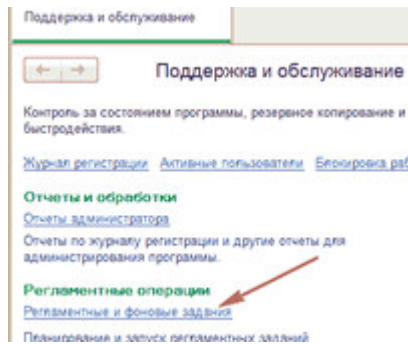 Поддержка и обслуживание
Поддержка и обслуживание
Контроль за состоянием программы, резервное копирование и
быстродействия.
Журнал регистрации Активные пользователи Блокировка раб
Отчеты и обработки
Отчеты администратора
Отчеты по журналу регистрации и другие отчеты для
администрирования программы.
Регламентные операции
Регламентные и фоновые задания
Планирование и запуск регламентных заданий